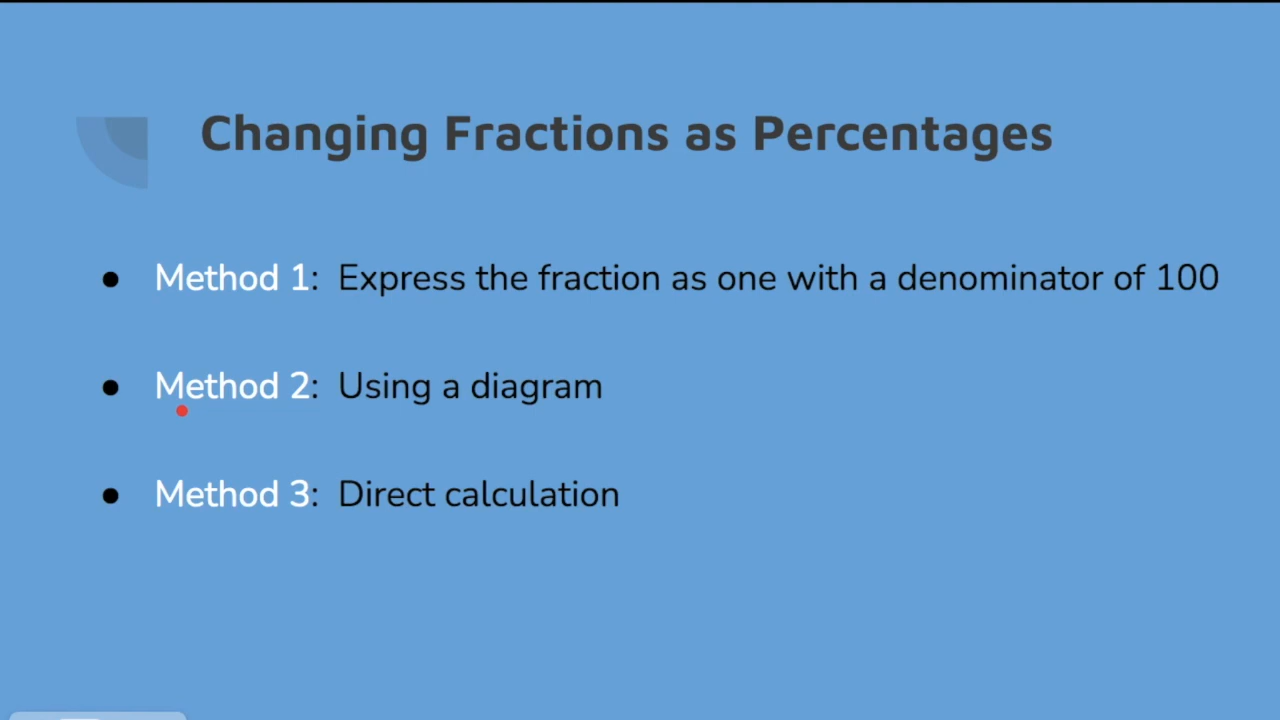 Changing Fractions as Percentages
● Method 1: Express the fraction as one with a denominator of 100
● Method 2: Using a diagram
● Method 3: Direct calculation